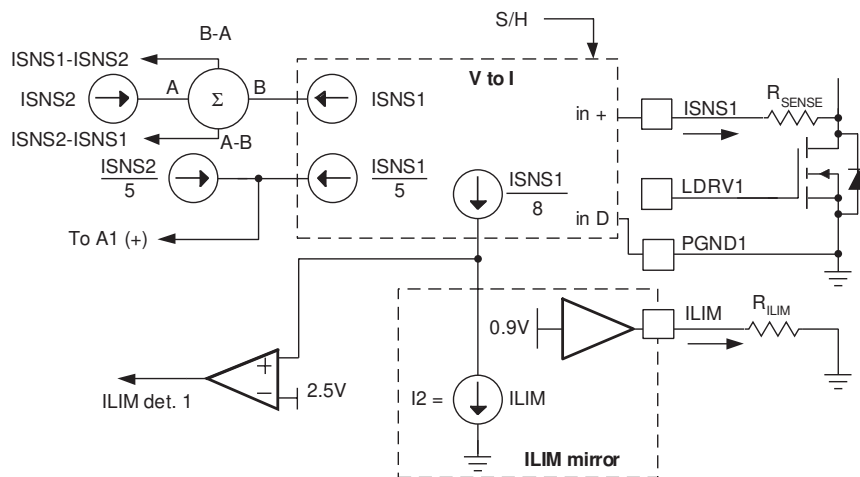 S/H
B-A
ISNS1-ISNS2
V to I
ISNS2
A
Σ
B
ISNS1
in +
ISNS1
RSENSE
ISNS2-ISNS1
A-B
ISNS2
5
ISNS1
5
ISNS1
8
LDRV1
in D
PGND1
To A1 (+)
0.9V
ILIM
RILIM
+
−
2.5V
ILIM det. 1
I2 =
ILIM
ILIM mirror